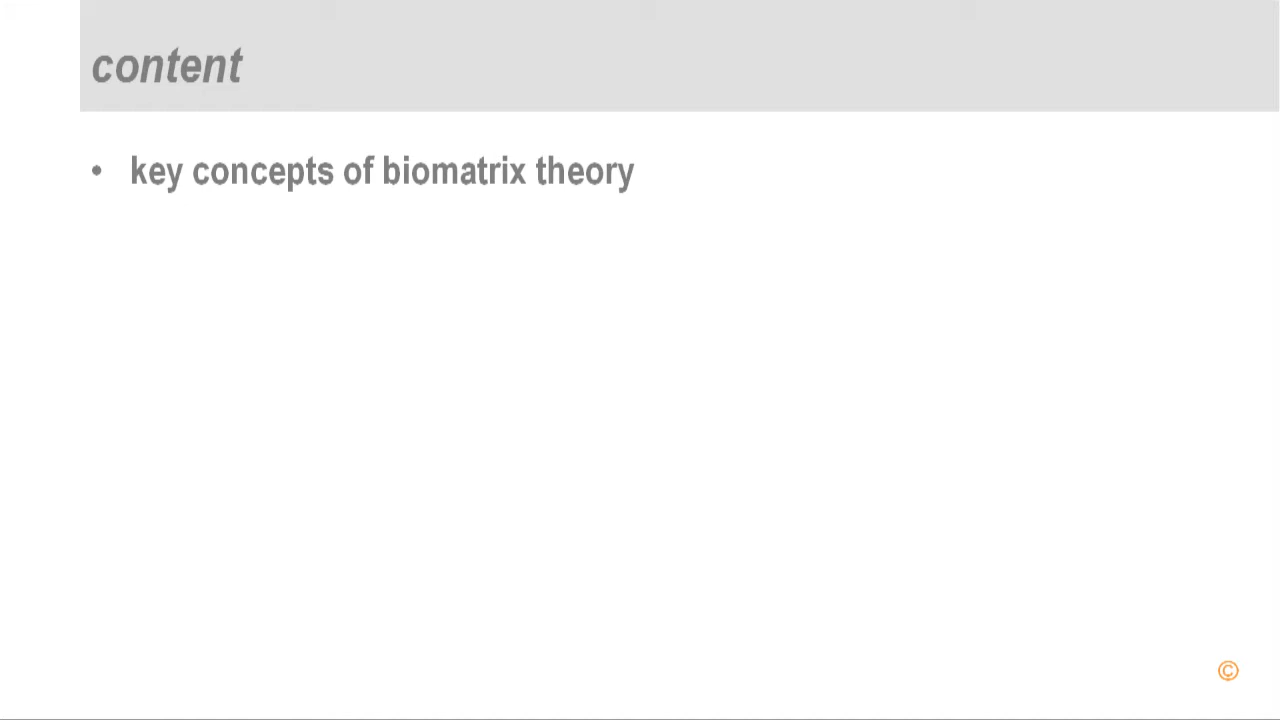 content
• key concepts of biomatrix theory
©